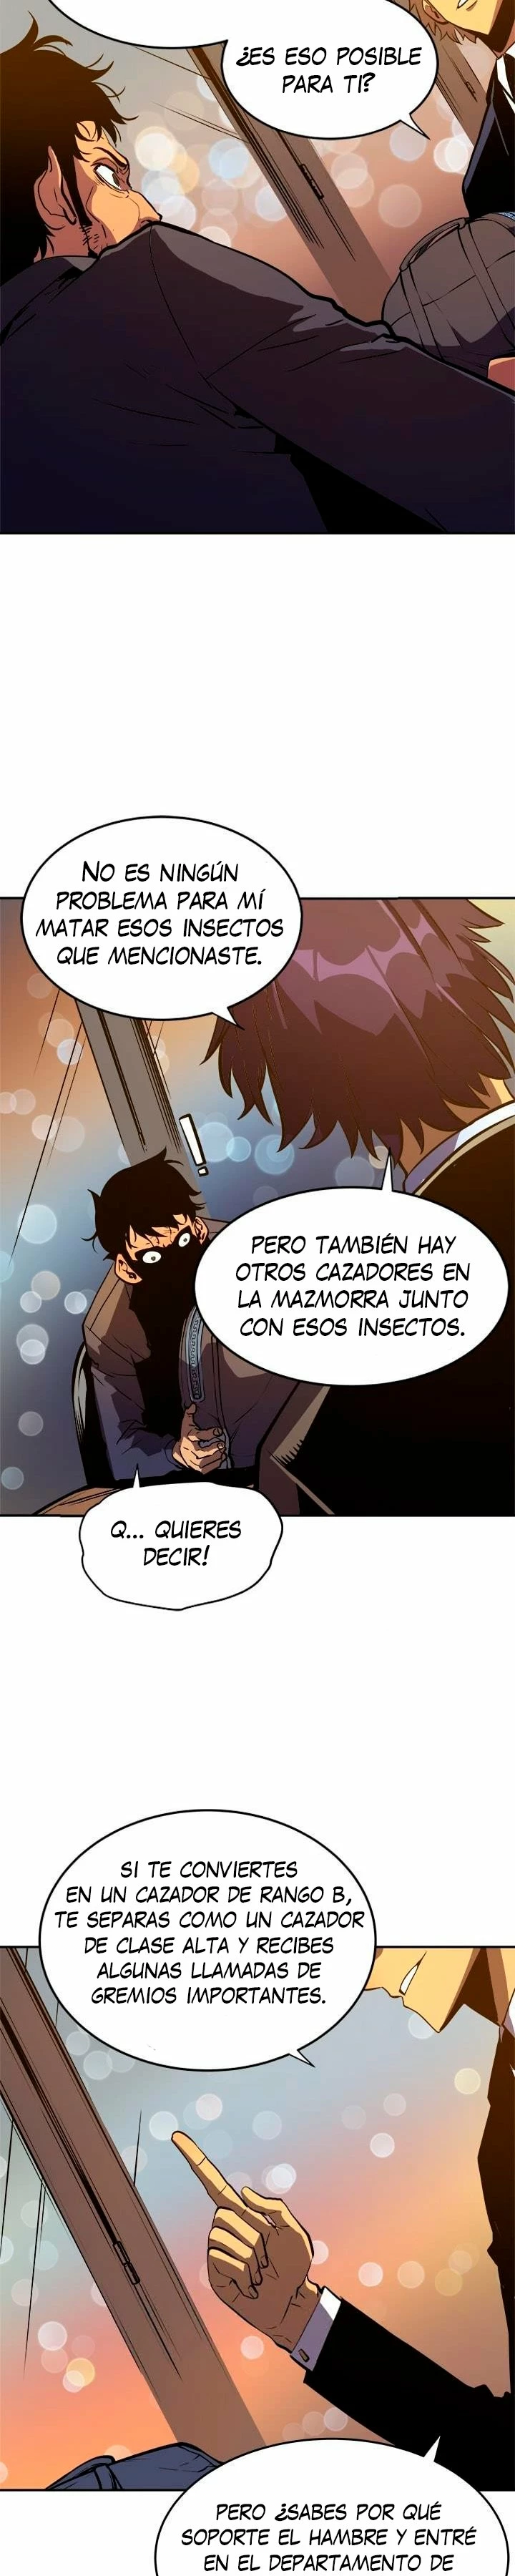 ¿ES ESO POSIBLE
PARA TI?
NO ES NINGÚN
PROBLEMA PARA MÍ
MATAR ESOS INSECTOS
QUE MENCIONASTE.
!
PERO TAMBIÉN HAY
OTROS CAZADORES EN
LA MAZMORRA JUNTO
CON ESOS INSECTOS.
Q... QUIERES
DECIR!
SI TE CONVIERTES
EN UN CAZADOR DE RANGO B,
TE SEPARAS COMO UN CAZADOR
DE CLASE ALTA Y RECIBES
ALGUNAS LLAMADAS DE
GREMIOS IMPORTANTES.
PERO ¿SABES POR QUÉ
SOPORTE EL HAMBRE Y ENTRÉ
EN EL DEPARTAMENTO DE